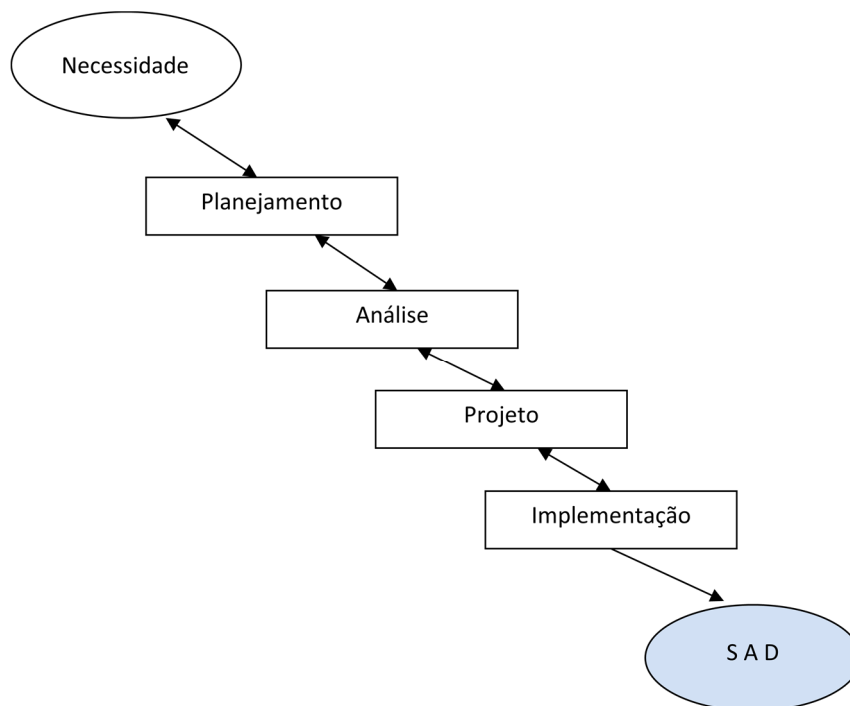 Necessidade
Planejamento
Análise
Projeto
Implementação
S A D